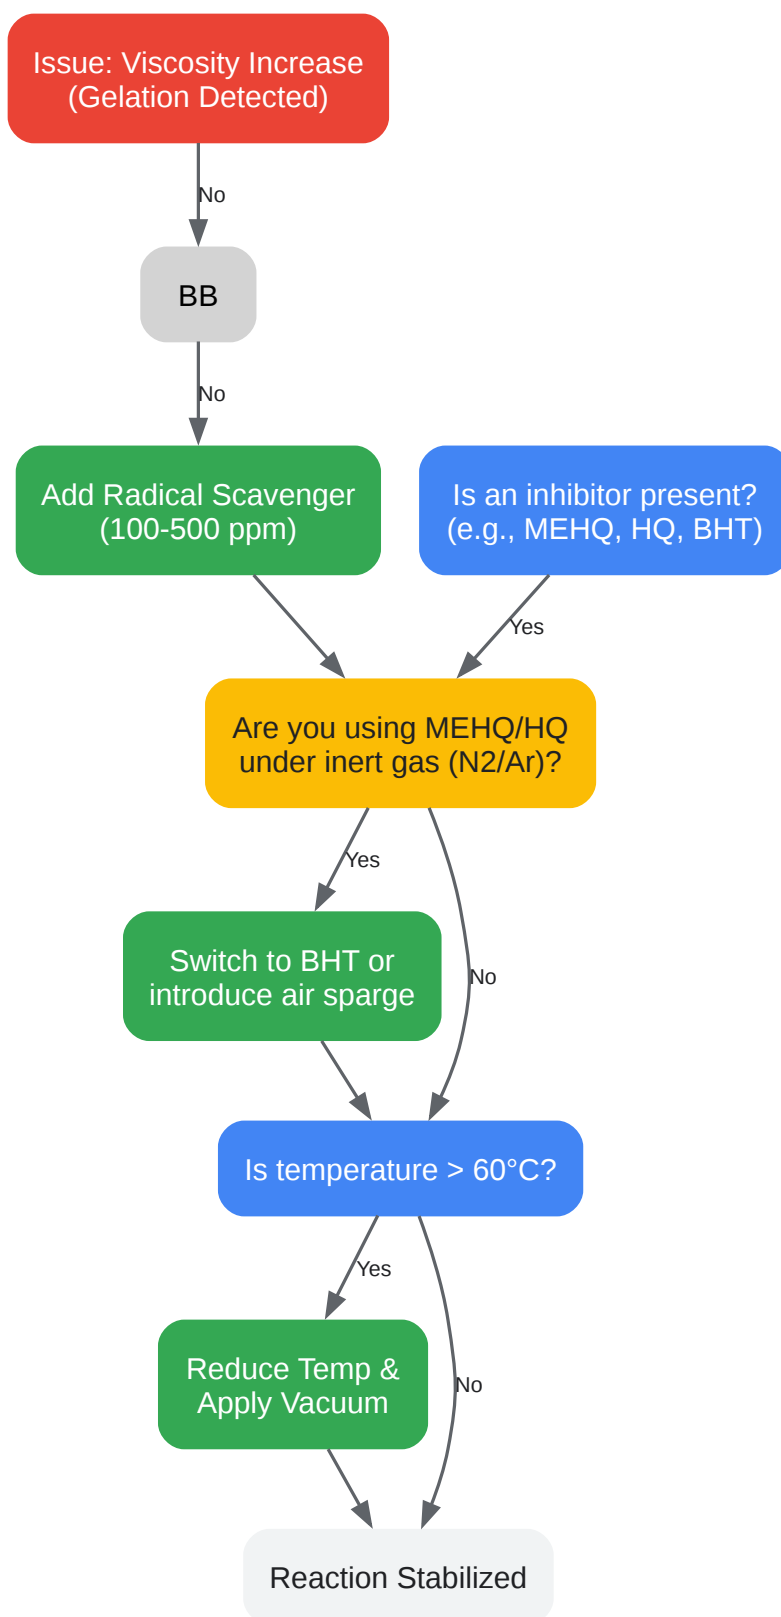 Issue: Viscosity Increase
(Gelation Detected)
No
BB
No
Add Radical Scavenger
(100-500 ppm)
Is an inhibitor present?
(e.g., MEHQ, HQ, BHT)
Yes
Are you using MEHQ/HQ
under inert gas (N2/Ar)?
Yes
Switch to BHT or
introduce air sparge
No
Is temperature > 60°C?
Yes
Reduce Temp &
Apply Vacuum
No
Reaction Stabilized